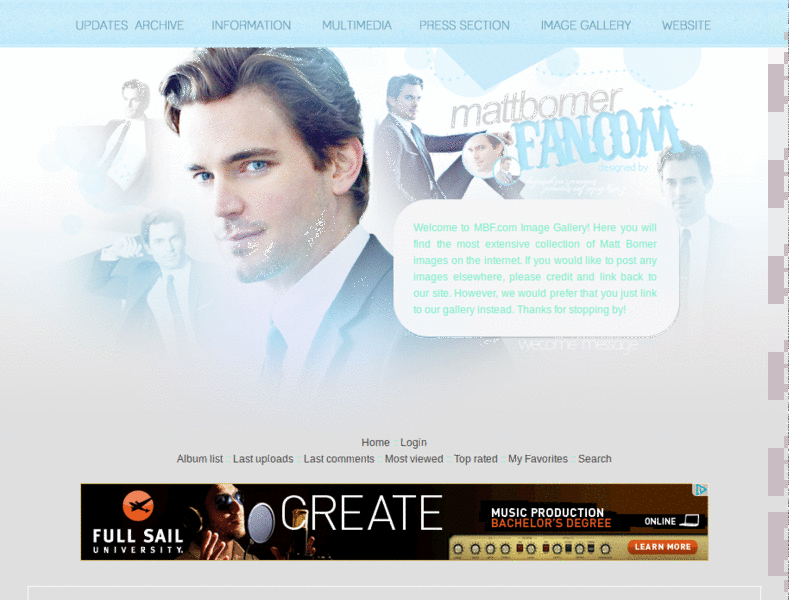 UPDATES ARCHIVE INFORMATION MULTIMEDIA PRESS SECTION IMAGE GALLERY WEBSITE
mattbomer
FAN.COM
designed by
Welcome to MBF.com Image Gallery! Here you will
find the most extensive collection of Matt Bomer
images on the internet. If you would like to post any
images elsewhere, please credit and link back to
our site. However, we would prefer that you just link
to our gallery instead. Thanks for stopping by!
welcome message
Home :: Login
Album list :: Last uploads :: Last comments :: Most viewed :: Top rated :: My Favorites :: Search
FULL SAIL
UNIVERSITY.
CREATE
MUSIC PRODUCTION
BACHELOR'S DEGREE
ONLINE
LEARN MORE